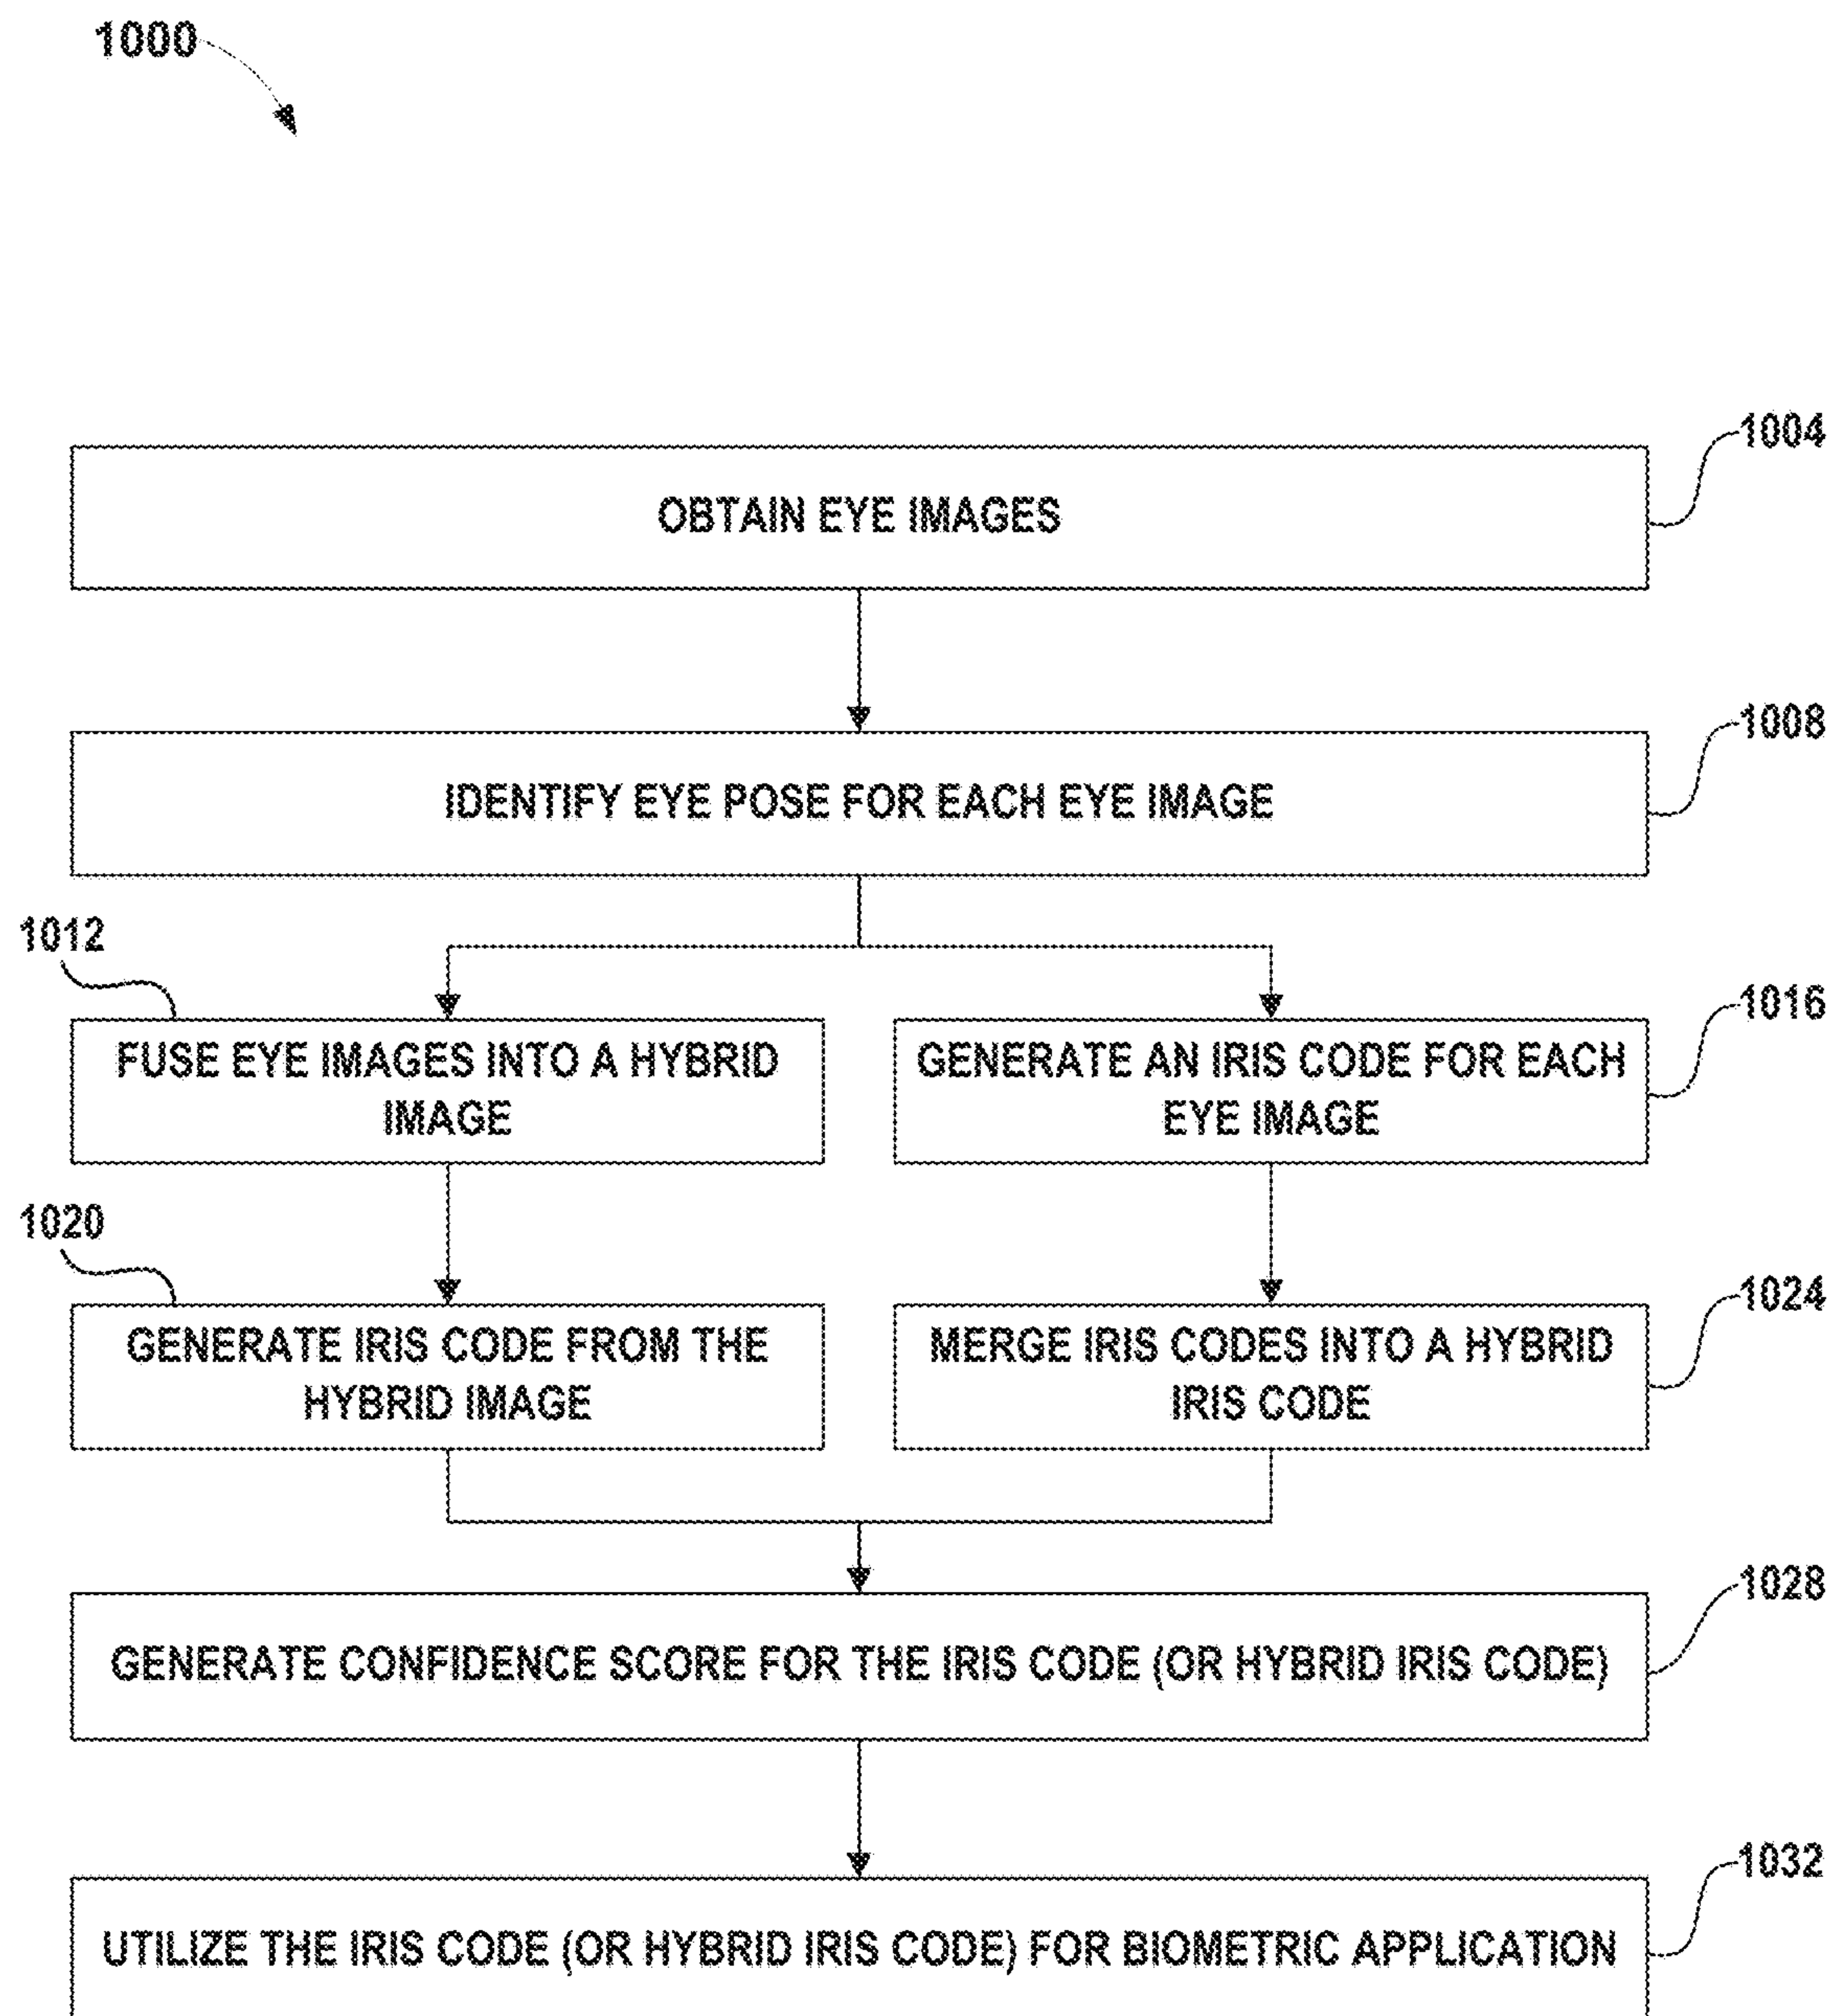 1000
1004
OBTAIN EYE IMAGES
1008
IDENTIFY EYE POSE FOR EACH EYE IMAGE
1012
1016
FUSE EYE IMAGES INTO A HYBRID
IMAGE
GENERATE AN IRIS CODE FOR EACH
EYE IMAGE
1020
1024
GENERATE IRIS CODE FROM THE
HYBRID IMAGE
MERGE IRIS CODES INTO A HYBRID
IRIS CODE
1028
GENERATE CONFIDENCE SCORE FOR THE IRIS CODE (OR HYBRID IRIS CODE)
1032
UTILIZE THE IRIS CODE (OR HYBRID IRIS CODE) FOR BIOMETRIC APPLICATION